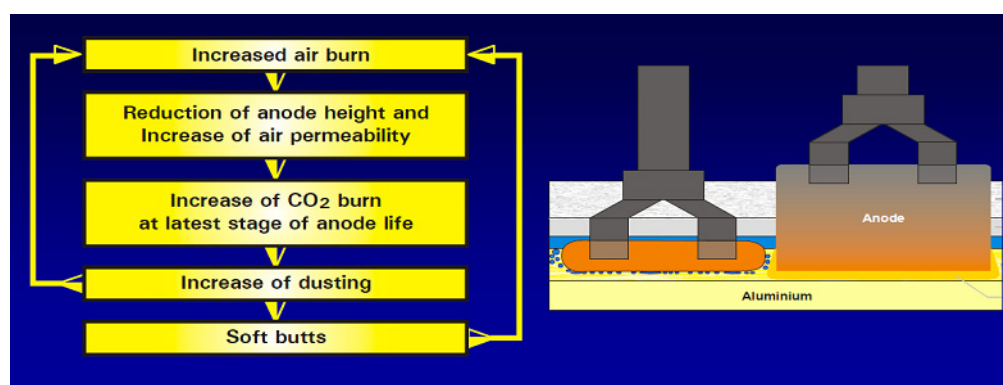 Increased air burn
Reduction of anode height and
Increase of air permeability
Increase of CO2 burn
at latest stage of anode life
Increase of dusting
Soft butts
Anode
Aluminium